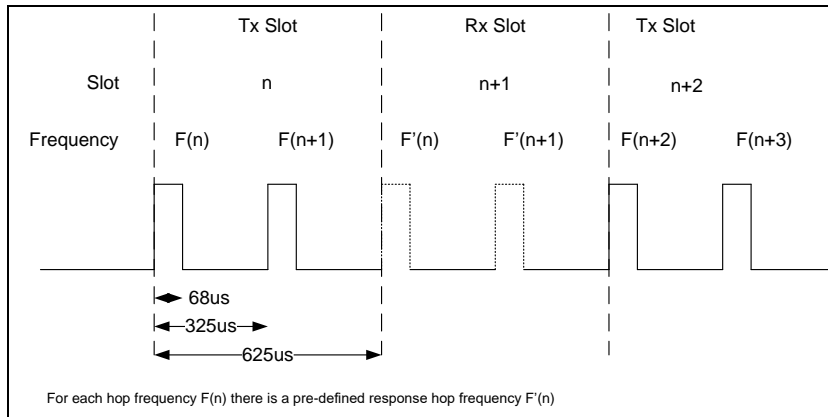 Tx Slot Rx Slot Tx Slot
Slot n n+1 n+2
Frequency F(n) F(n+1) F’(n) F’(n+1) F(n+2) F(n+3)
68us
325us
625us
For each hop frequency F(n) there is a pre-defined response hop frequency F’(n)